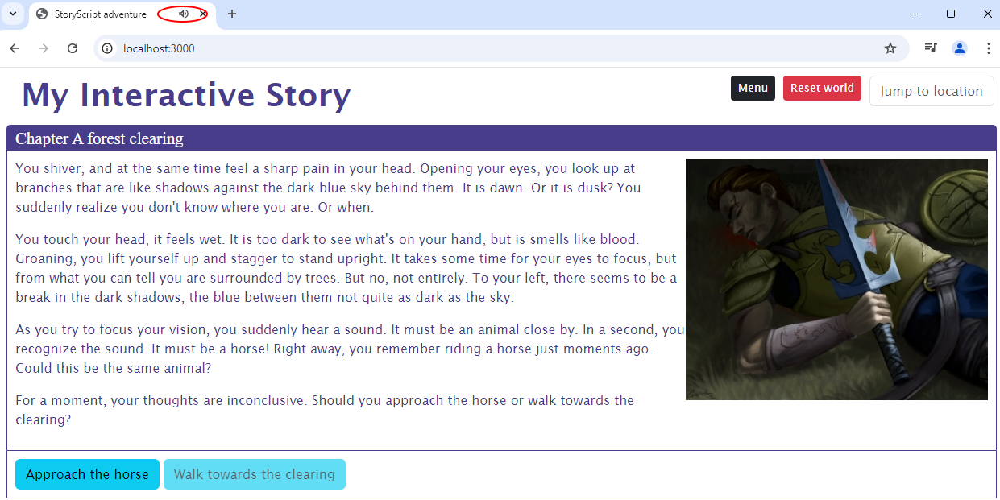 StoryScript adventure
localhost:3000
My Interactive Story
Menu
Reset world
Jump to location
Chapter A forest clearing
You shiver, and at the same time feel a sharp pain in your head. Opening your eyes, you look up at
branches that are like shadows against the dark blue sky behind them. It is dawn. Or it is dusk? You
suddenly realize you don't know where you are. Or when.
You touch your head, it feels wet. It is too dark to see what's on your hand, but is smells like blood.
Groaning, you lift yourself up and stagger to stand upright. It takes some time for your eyes to focus, but
from what you can tell you are surrounded by trees. But no, not entirely. To your left, there seems to be a
break in the dark shadows, the blue between them not quite as dark as the sky.
As you try to focus your vision, you suddenly hear a sound. It must be an animal close by. In a second, you
recognize the sound. It must be a horse! Right away, you remember riding a horse just moments ago.
Could this be the same animal?
For a moment, your thoughts are inconclusive. Should you approach the horse or walk towards the
clearing?
Approach the horse
Walk towards the clearing